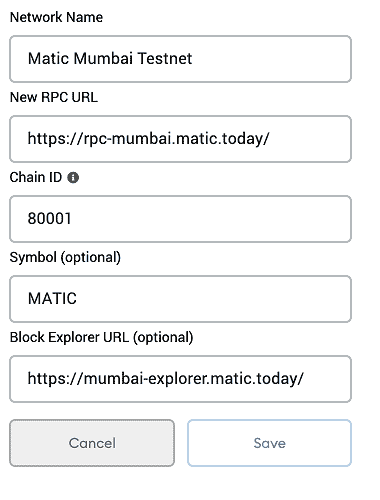 Network Name
Matic Mumbai Testnet
New RPC URL
https://rpc-mumbai.matic.today/
Chain ID
80001
Symbol (optional)
MATIC
Block Explorer URL (optional)
https://mumbai-explorer.matic.today/
Cancel Save